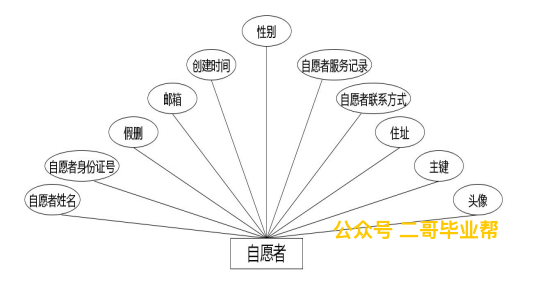 性别
创建时间
自愿者服务记录
邮箱
自愿者联系方式
假删
住址
自愿者身份证号
主键
自愿者姓名
头像
公众号 二哥毕业帮
自愿者